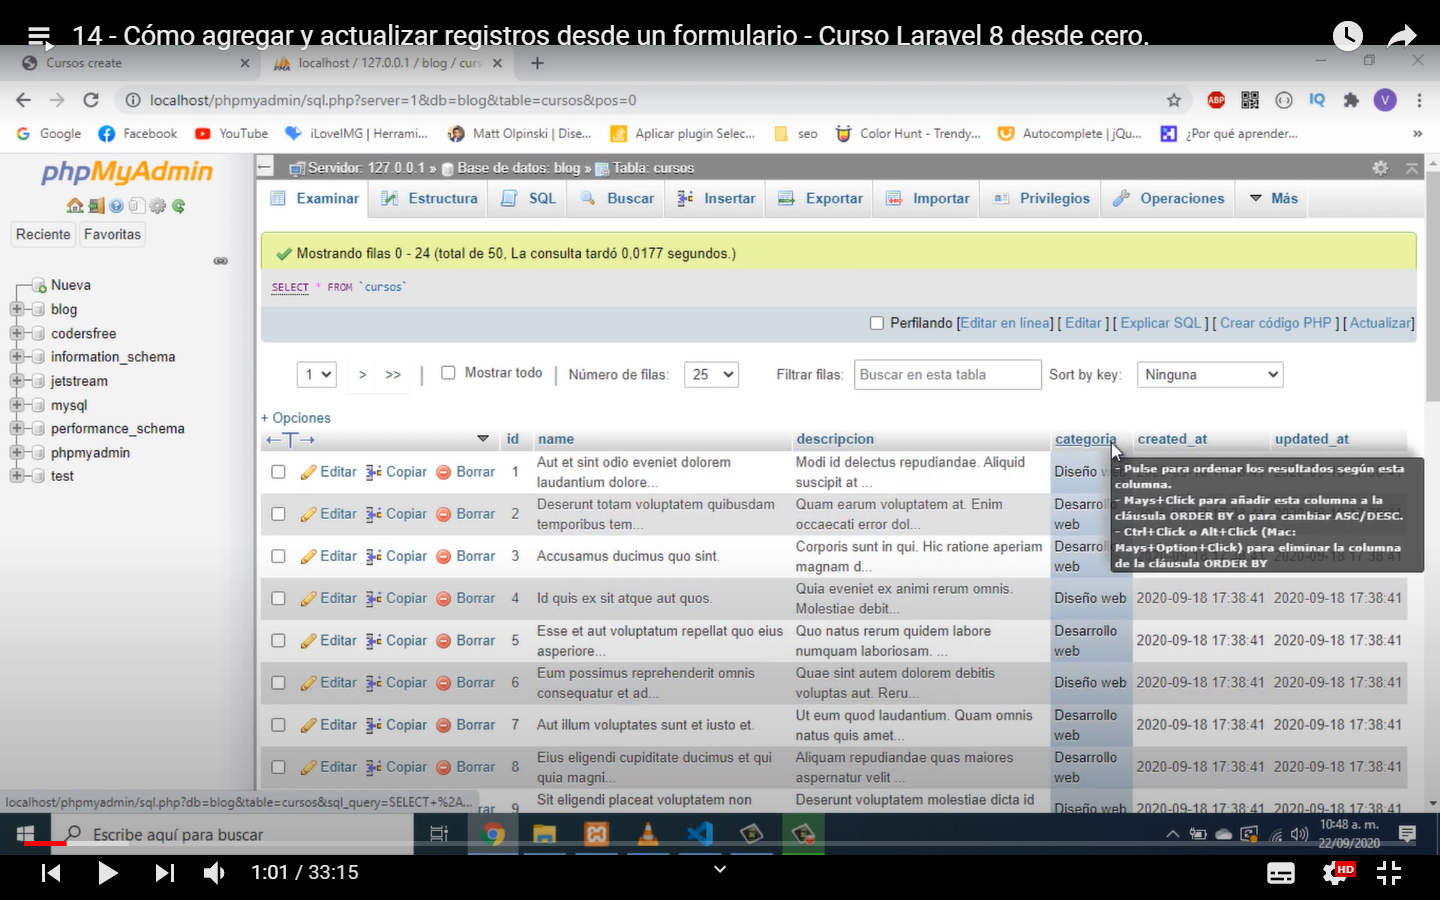 14 - Cómo agregar y actualizar registros desde un formulario - Curso Laravel 8 desde cero.
Cursos create
localhost / 127.0.0.1 / blog / curs
localhost/phpmyadmin/sql.php?server=1&db=blog&table=cursos&pos=0
ABP
IQ
V
Google Facebook YouTube iLoveIMG | Herrami... Matt Olpinski | Dise... Aplicar plugin Selec... seo Color Hunt - Trendy... Autocomplete | jQu... ¿Por qué aprender... »
phpMyAdmin
Reciente Favoritas
Nueva
blog
codersfree
information_schema
jetstream
mysql
performance_schema
phpmyadmin
test
Servidor: 127.0.0.1 » Base de datos: blog » Tabla: cursos
Examinar Estructura SQL Buscar Insertar Exportar Importar Privilegios Operaciones Más
Mostrando filas 0 - 24 (total de 50, La consulta tardó 0,0177 segundos.)
SELECT * FROM `cursos`
Perfilando [Editar en línea] [ Editar ] [ Explicar SQL ] [ Crear código PHP ] [ Actualizar]
1 > >> | Mostrar todo | Número de filas: 25 Filtrar filas: Buscar en esta tabla Sort by key: Ninguna
+ Opciones
←T→ id name descripcion categoria created_at updated_at
Editar Copiar Borrar 1 Aut et sint odio eveniet dolorem laudantium dolore... Modi id delectus repudiandae. Aliquid suscipit at ... Diseño
Editar Copiar Borrar 2 Deserunt totam voluptatem quibusdam temporibus tem... Quam earum voluptatem at. Enim occaecati error dol... web
Editar Copiar Borrar 3 Accusamus ducimus quo sint. Corporis sunt in qui. Hic ratione aperiam magnam d... web
- Pulse para ordenar los resultados según esta
columna.
- Mays+Click para añadir esta columna a la
cláusula ORDER BY o para cambiar ASC/DESC.
- Ctrl+Click o Alt+Click (Mac:
Mays+Option+Click) para eliminar la columna
de la cláusula ORDER BY
Editar Copiar Borrar 4 Id quis ex sit atque aut quos. Quia eveniet ex animi rerum omnis. Molestiae debit... Diseño web 2020-09-18 17:38:41 2020-09-18 17:38:41
Editar Copiar Borrar 5 Esse et aut voluptatum repellat quo eius asperiore... Quo natus rerum quidem labore numquam laboriosam. ... Desarrollo web 2020-09-18 17:38:41 2020-09-18 17:38:41
Editar Copiar Borrar 6 Eum possimus reprehenderit omnis consequatur et ad... Quae sint autem dolorem debitis voluptas aut. Reru... Diseño web 2020-09-18 17:38:41 2020-09-18 17:38:41
Editar Copiar Borrar 7 Aut illum voluptates sunt et iusto et. Ut eum quod laudantium. Quam omnis natus quis amet... Desarrollo web 2020-09-18 17:38:41 2020-09-18 17:38:41
Editar Copiar Borrar 8 Eius eligendi cupiditate ducimus et qui quia magni... Aliquam repudiandae quas maiores aspernatur velit ... Desarrollo web 2020-09-18 17:38:41 2020-09-18 17:38:41
9 Sit eligendi placeat voluptatem non Deserunt voluptatem molestiae dicta id Diseño web 2020-09-18 17:38:41 2020-09-18 17:38:41
localhost/phpmyadmin/sql.php?db=blog&table=cursos&sql_query=SELECT+%2A...
Escribe aquí para buscar
10:48 a. m.
22/09/2020
1:01 / 33:15
HD